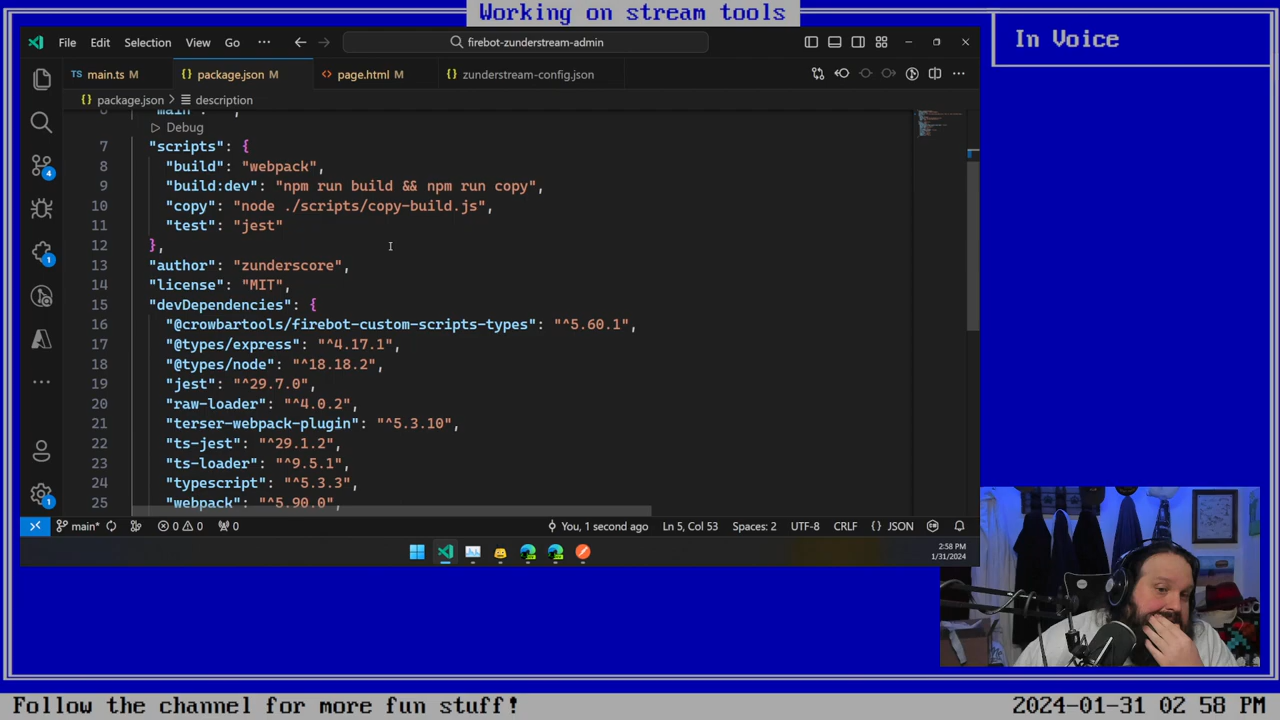 Working on stream tools
In Voice
File Edit Selection View Go ··· firebot-zunderstream-admin
TS main.ts M {} package.json M <> page.html M {} zunderstream-config.json
{} package.json > description
Debug
7 "scripts": {
8 "build": "webpack",
9 "build:dev": "npm run build && npm run copy",
10 "copy": "node ./scripts/copy-build.js",
11 "test": "jest"
12 },
13 "author": "zunderscore",
14 "license": "MIT",
15 "devDependencies": {
16 "@crowbartools/firebot-custom-scripts-types": "^5.60.1",
17 "@types/express": "^4.17.1",
18 "@types/node": "^18.18.2",
19 "jest": "^29.7.0",
20 "raw-loader": "^4.0.2",
21 "terser-webpack-plugin": "^5.3.10",
22 "ts-jest": "^29.1.2",
23 "ts-loader": "^9.5.1",
24 "typescript": "^5.3.3",
25 "webpack": "^5.90.0",
4
1
1
main* 0 0 0 You, 1 second ago Ln 5, Col 53 Spaces: 2 UTF-8 CRLF {} JSON
2:58 PM
1/31/2024
Follow the channel for more fun stuff!
2024-01-31 02 58 PM